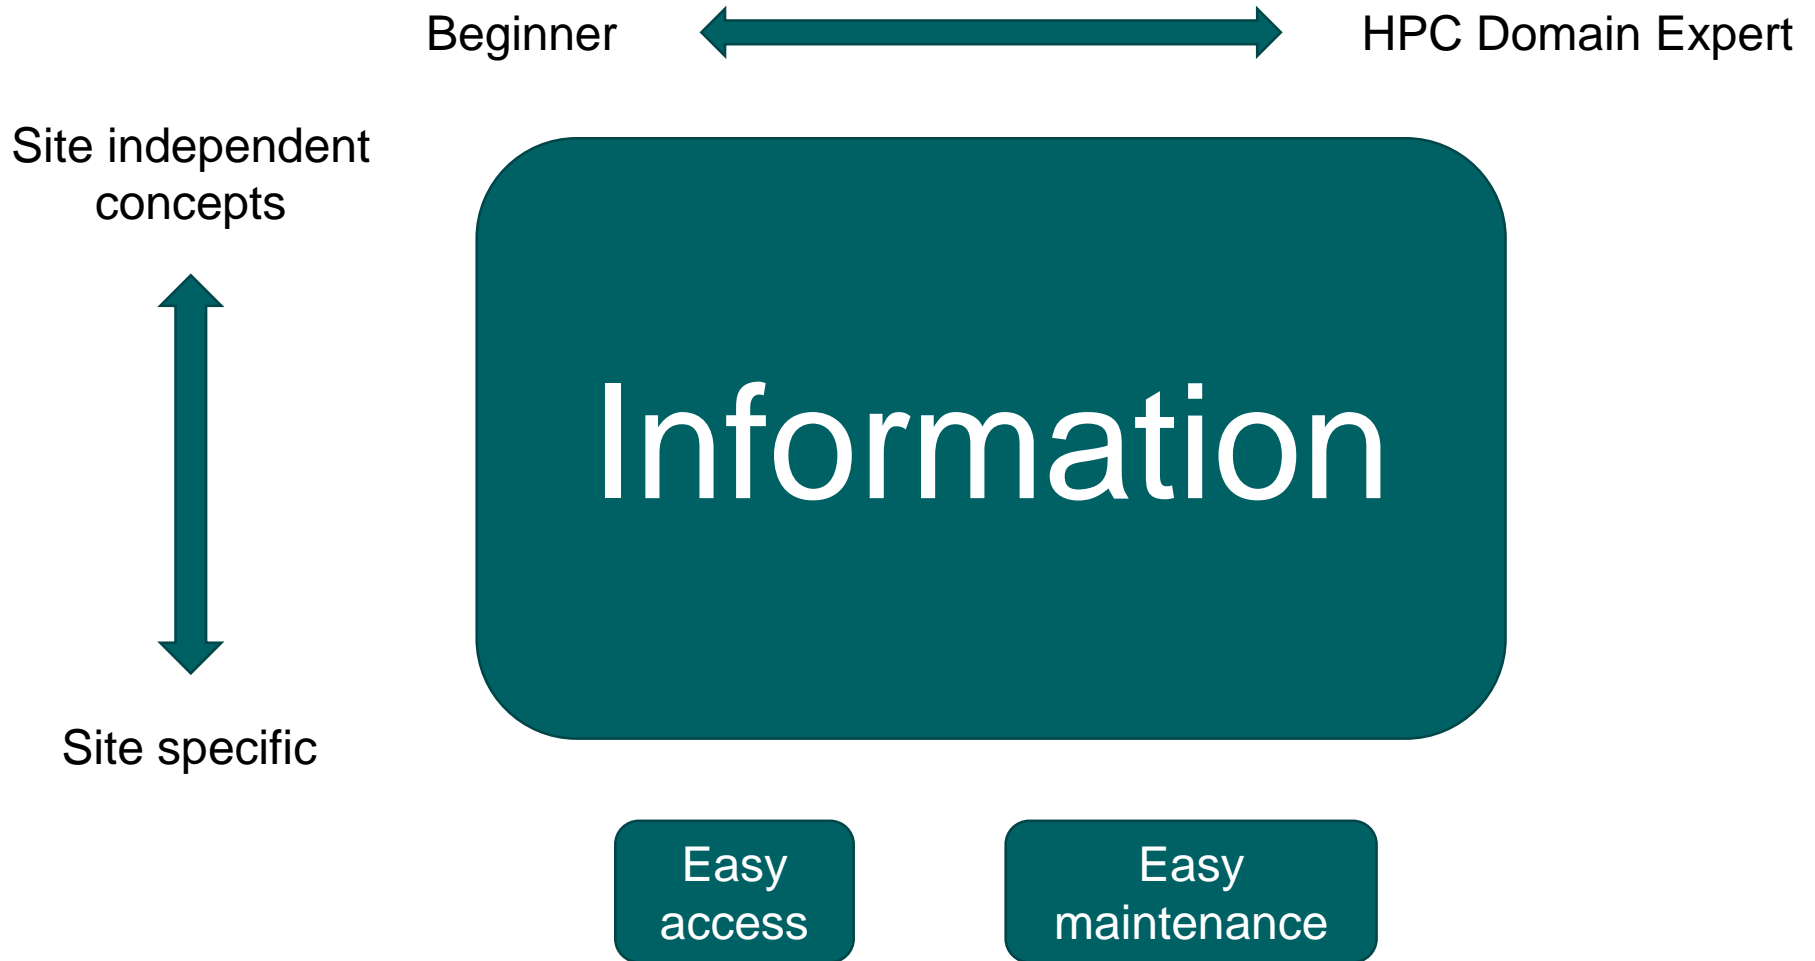 Beginner
HPC Domain Expert
Site independent
concepts
Information
Site specific
Easy
access
Easy
maintenance